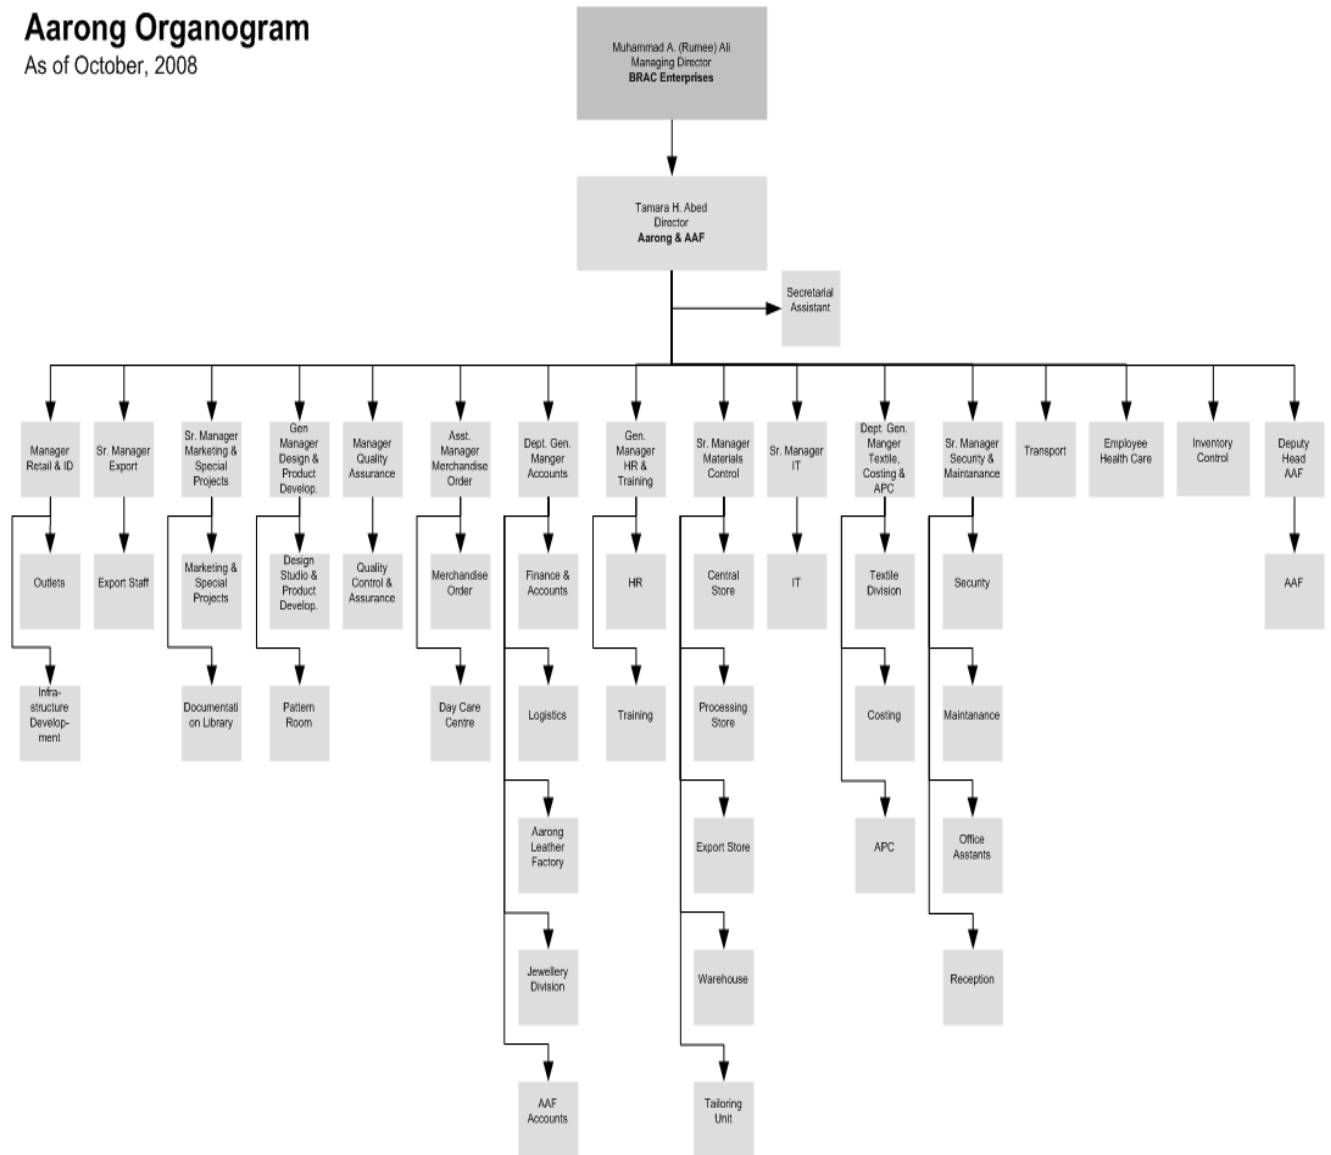 Aarong Organogram
As of October, 2008
Muhammad A. (Rumee) Ali
Managing Director
BRAC Enterprises
Tamara H. Abed
Director
Aarong & AAF
Secretarial
Assistant
Manager
Retail & ID
Sr. Manager
Export
Sr. Manager
Marketing &
Special
Projects
Gen
Manager
Design &
Product
Develop.
Manager
Quality
Assurance
Asst.
Manager
Merchandise
Order
Dept. Gen.
Manger
Accounts
Gen.
Manager
HR &
Training
Sr. Manager
Materials
Control
Sr. Manager
IT
Dept. Gen.
Manger
Textile,
Costing &
APC
Sr. Manager
Security &
Maintanance
Transport
Employee
Health Care
Inventory
Control
Deputy
Head
AAF
Outlets
Export Staff
Marketing &
Special
Projects
Design
Studio &
Product
Develop.
Quality
Control &
Assurance
Merchandise
Order
Finance &
Accounts
HR
Central
Store
IT
Textile
Division
Security
AAF
Infra-
structure
Develop-
ment
Documentati
on Library
Pattern
Room
Day Care
Centre
Logistics
Training
Processing
Store
Costing
Maintanance
Aarong
Leather
Factory
Export Store
APC
Office
Asstants
Jewellery
Division
Warehouse
Reception
AAF
Accounts
Tailoring
Unit